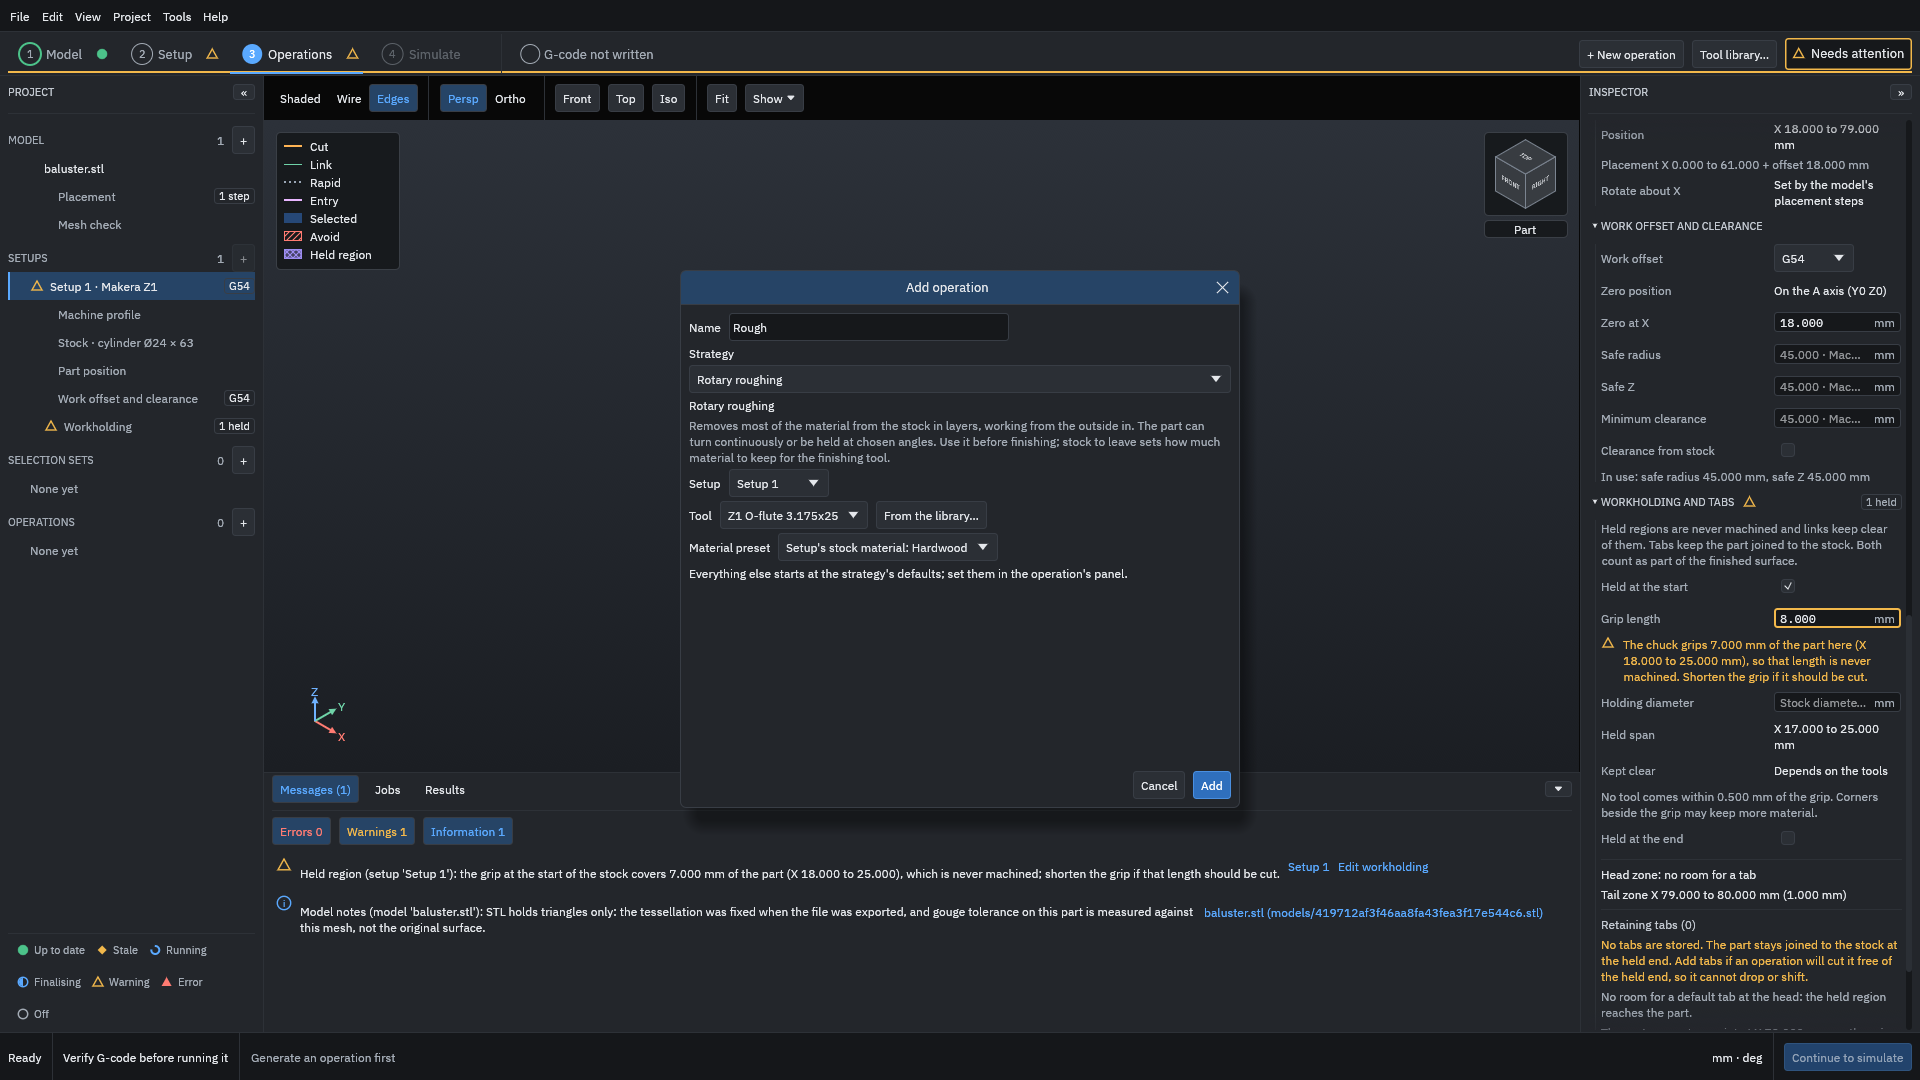 File Edit View Project Tools Help
1 Model 2 Setup 3 Operations 4 Simulate G-code not written + New operation Tool library... Needs attention
PROJECT «
MODEL 1 +
baluster.stl
Placement 1 step
Mesh check
SETUPS 1 +
Setup 1 · Makera Z1 G54
Machine profile
Stock · cylinder Ø24 × 63
Part position
Work offset and clearance G54
Workholding 1 held
SELECTION SETS 0 +
None yet
OPERATIONS 0 +
None yet
Up to date Stale Running
Finalising Warning Error
Off
Shaded Wire Edges Persp Ortho Front Top Iso Fit Show
Cut
Link
Rapid
Entry
Selected
Avoid
Held region
TOP
FRONT RIGHT
Part
Z
Y
X
Add operation
Name Rough
Strategy
Rotary roughing
Rotary roughing
Removes most of the material from the stock in layers, working from the outside in. The part can
turn continuously or be held at chosen angles. Use it before finishing; stock to leave sets how much
material to keep for the finishing tool.
Setup Setup 1
Tool Z1 O-flute 3.175x25 From the library...
Material preset Setup's stock material: Hardwood
Everything else starts at the strategy's defaults; set them in the operation's panel.
Cancel Add
Messages (1) Jobs Results
Errors 0 Warnings 1 Information 1
Held region (setup 'Setup 1'): the grip at the start of the stock covers 7.000 mm of the part (X 18.000 to 25.000), which is never machined; shorten the grip if that length should be cut. Setup 1 Edit workholding
Model notes (model 'baluster.stl'): STL holds triangles only: the tessellation was fixed when the file was exported, and gouge tolerance on this part is measured against baluster.stl (models/419712af3f46aa8fa43fea3f17e544c6.stl)
this mesh, not the original surface.
INSPECTOR »
Position X 18.000 to 79.000
mm
Placement X 0.000 to 61.000 + offset 18.000 mm
Rotate about X Set by the model's
placement steps
WORK OFFSET AND CLEARANCE
Work offset G54
Zero position On the A axis (Y0 Z0)
Zero at X 18.000 mm
Safe radius 45.000 · Mac... mm
Safe Z 45.000 · Mac... mm
Minimum clearance 45.000 · Mac... mm
Clearance from stock
In use: safe radius 45.000 mm, safe Z 45.000 mm
WORKHOLDING AND TABS 1 held
Held regions are never machined and links keep clear
of them. Tabs keep the part joined to the stock. Both
count as part of the finished surface.
Held at the start
Grip length 8.000 mm
The chuck grips 7.000 mm of the part here (X
18.000 to 25.000 mm), so that length is never
machined. Shorten the grip if it should be cut.
Holding diameter Stock diamete... mm
Held span X 17.000 to 25.000
mm
Kept clear Depends on the tools
No tool comes within 0.500 mm of the grip. Corners
beside the grip may keep more material.
Held at the end
Head zone: no room for a tab
Tail zone X 79.000 to 80.000 mm (1.000 mm)
Retaining tabs (0)
No tabs are stored. The part stays joined to the stock at
the held end. Add tabs if an operation will cut it free of
the held end, so it cannot drop or shift.
No room for a default tab at the head: the held region
reaches the part.
Ready Verify G-code before running it Generate an operation first mm · deg Continue to simulate